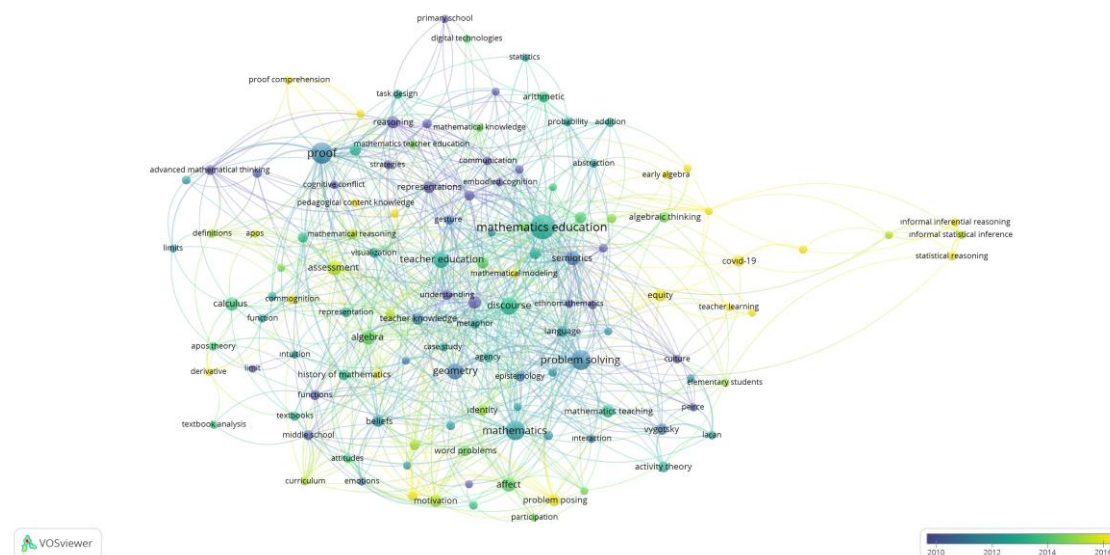 primary school
digital technologies
statistics
proof comprehension
task design
arithmetic
reasoning
mathematical knowledge
probability
addition
mathematics teacher education
proof
strategies
communication
abstraction
advanced mathematical thinking
cognitive conflict
representations
embodied cognition
early algebra
pedagogical content knowledge
gesture
algebraic thinking
mathematics education
informal inferential reasoning
definitions
apos
mathematical reasoning
informal statistical inference
limits
visualization
teacher education
semiotics
statistical reasoning
assessment
mathematical modeling
covid-19
understanding
equity
calculus
commognition
discourse
ethnomathematics
teacher learning
function
representation
teacher knowledge
metaphor
language
algebra
apos theory
intuition
case study
agency
problem solving
culture
derivative
limit
history of mathematics
geometry
epistemology
elementary students
functions
textbooks
identity
mathematics teaching
peirce
textbook analysis
middle school
beliefs
mathematics
interaction
vygotsky
lacan
word problems
attitudes
activity theory
curriculum
emotions
affect
motivation
problem posing
participation
VOSviewer
2010 2012 2014 2016